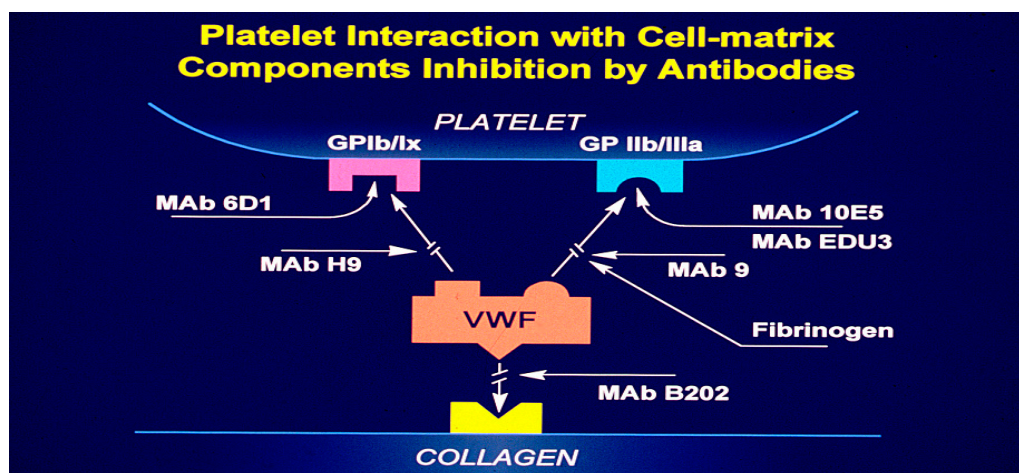 Platelet Interaction with Cell-matrix
Components Inhibition by Antibodies
PLATELET
GPIb/Ix
GP IIb/IIIa
MAb 6D1
MAb 10E5
MAb EDU3
MAb H9
MAb 9
VWF
Fibrinogen
MAb B202
COLLAGEN